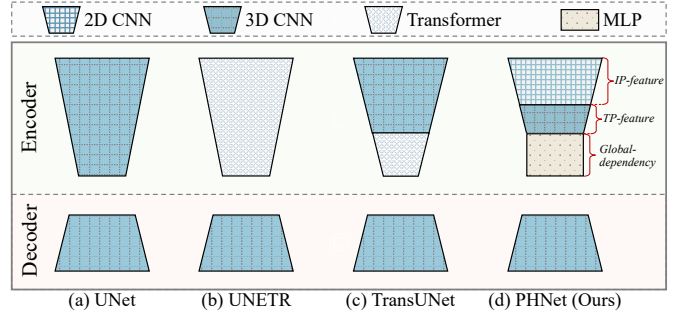 2D CNN 3D CNN Transformer MLP
Encoder
IP-feature
TP-feature
Global-
dependency
Decoder
(a) UNet (b) UNETR (c) TransUNet (d) PHNet (Ours)